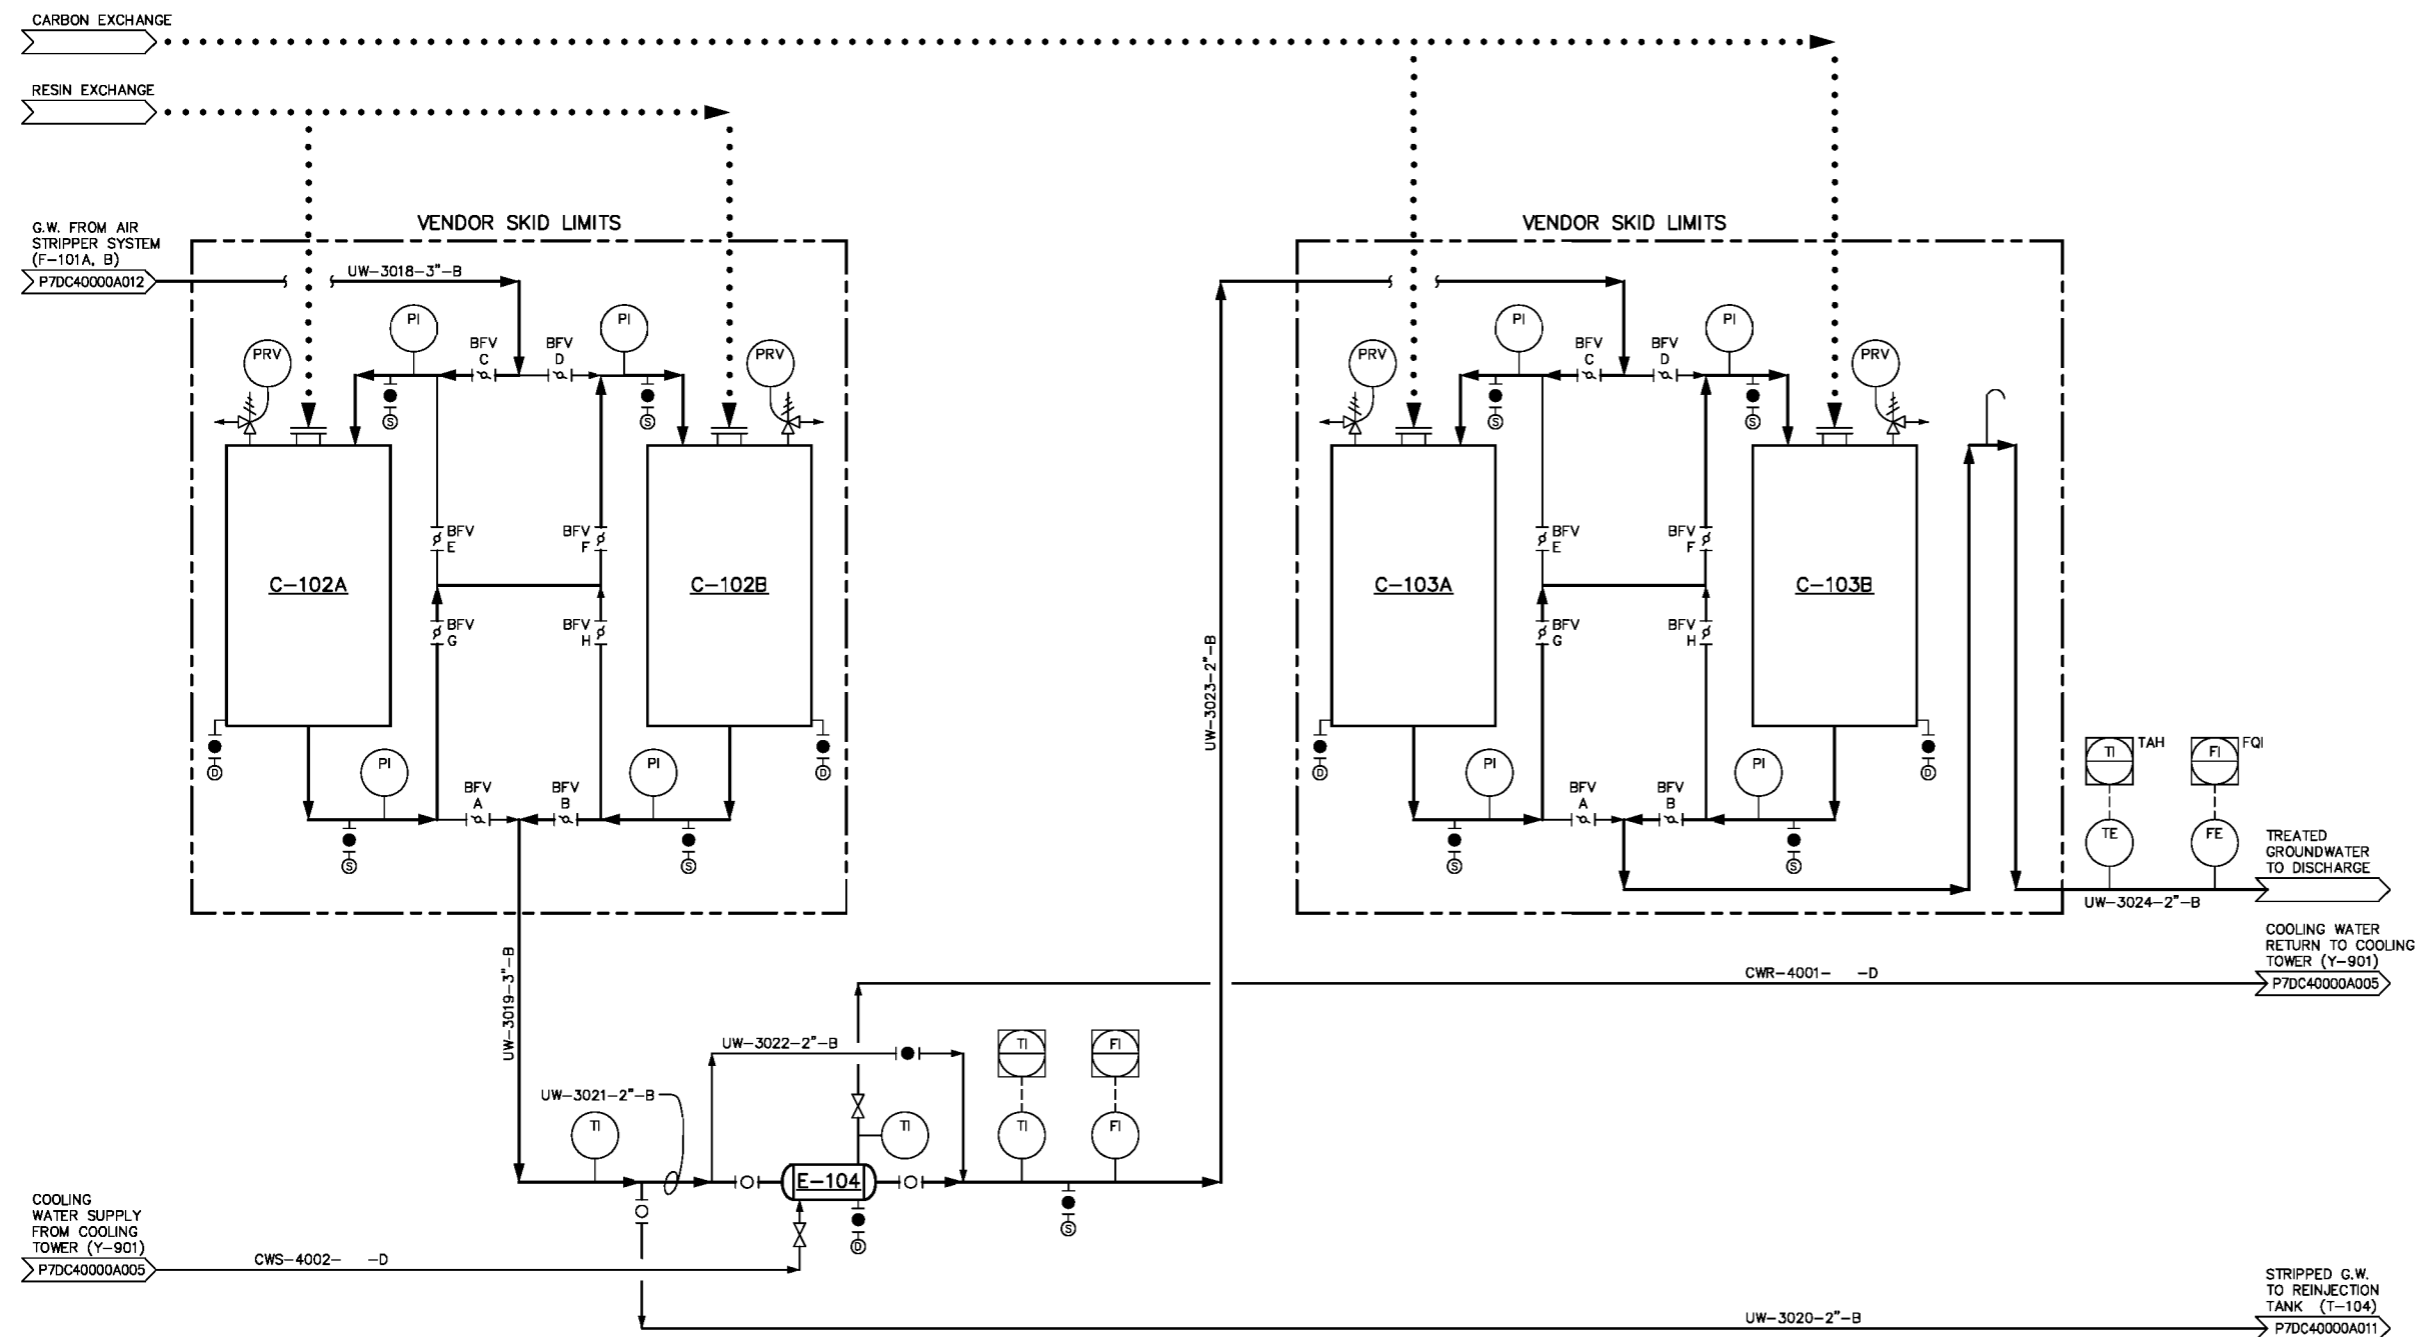 CARBON EXCHANGE
RESIN EXCHANGE
G.W. FROM AIR
STRIPPER SYSTEM
(F-101A, B)
P7DC40000A012
VENDOR SKID LIMITS
UW-3018-3"-B
PI
PI
PRV
PRV
BFV
C
BFV
D
S
S
BFV
E
BFV
F
C-102A
C-102B
BFV
G
BFV
H
PI
PI
BFV
A
BFV
B
D
D
S
S
VENDOR SKID LIMITS
PI
PI
PRV
PRV
BFV
C
BFV
D
S
S
BFV
E
BFV
F
C-103A
C-103B
BFV
G
BFV
H
PI
PI
BFV
A
BFV
B
D
D
S
S
UW-3023-2"-B
TI
TAH
FI
FQI
TE
FE
TREATED
GROUNDWATER
TO DISCHARGE
UW-3024-2"-B
COOLING WATER
RETURN TO COOLING
TOWER (Y-901)
P7DC40000A005
CWR-4001- -D
UW-3019-3"-B
UW-3022-2"-B
UW-3021-2"-B
TI
TI
TI
FI
TI
FI
E-104
D
S
COOLING
WATER SUPPLY
FROM COOLING
TOWER (Y-901)
P7DC40000A005
CWS-4002- -D
STRIPPED G.W.
TO REINJECTION
TANK (T-104)
P7DC40000A011
UW-3020-2"-B